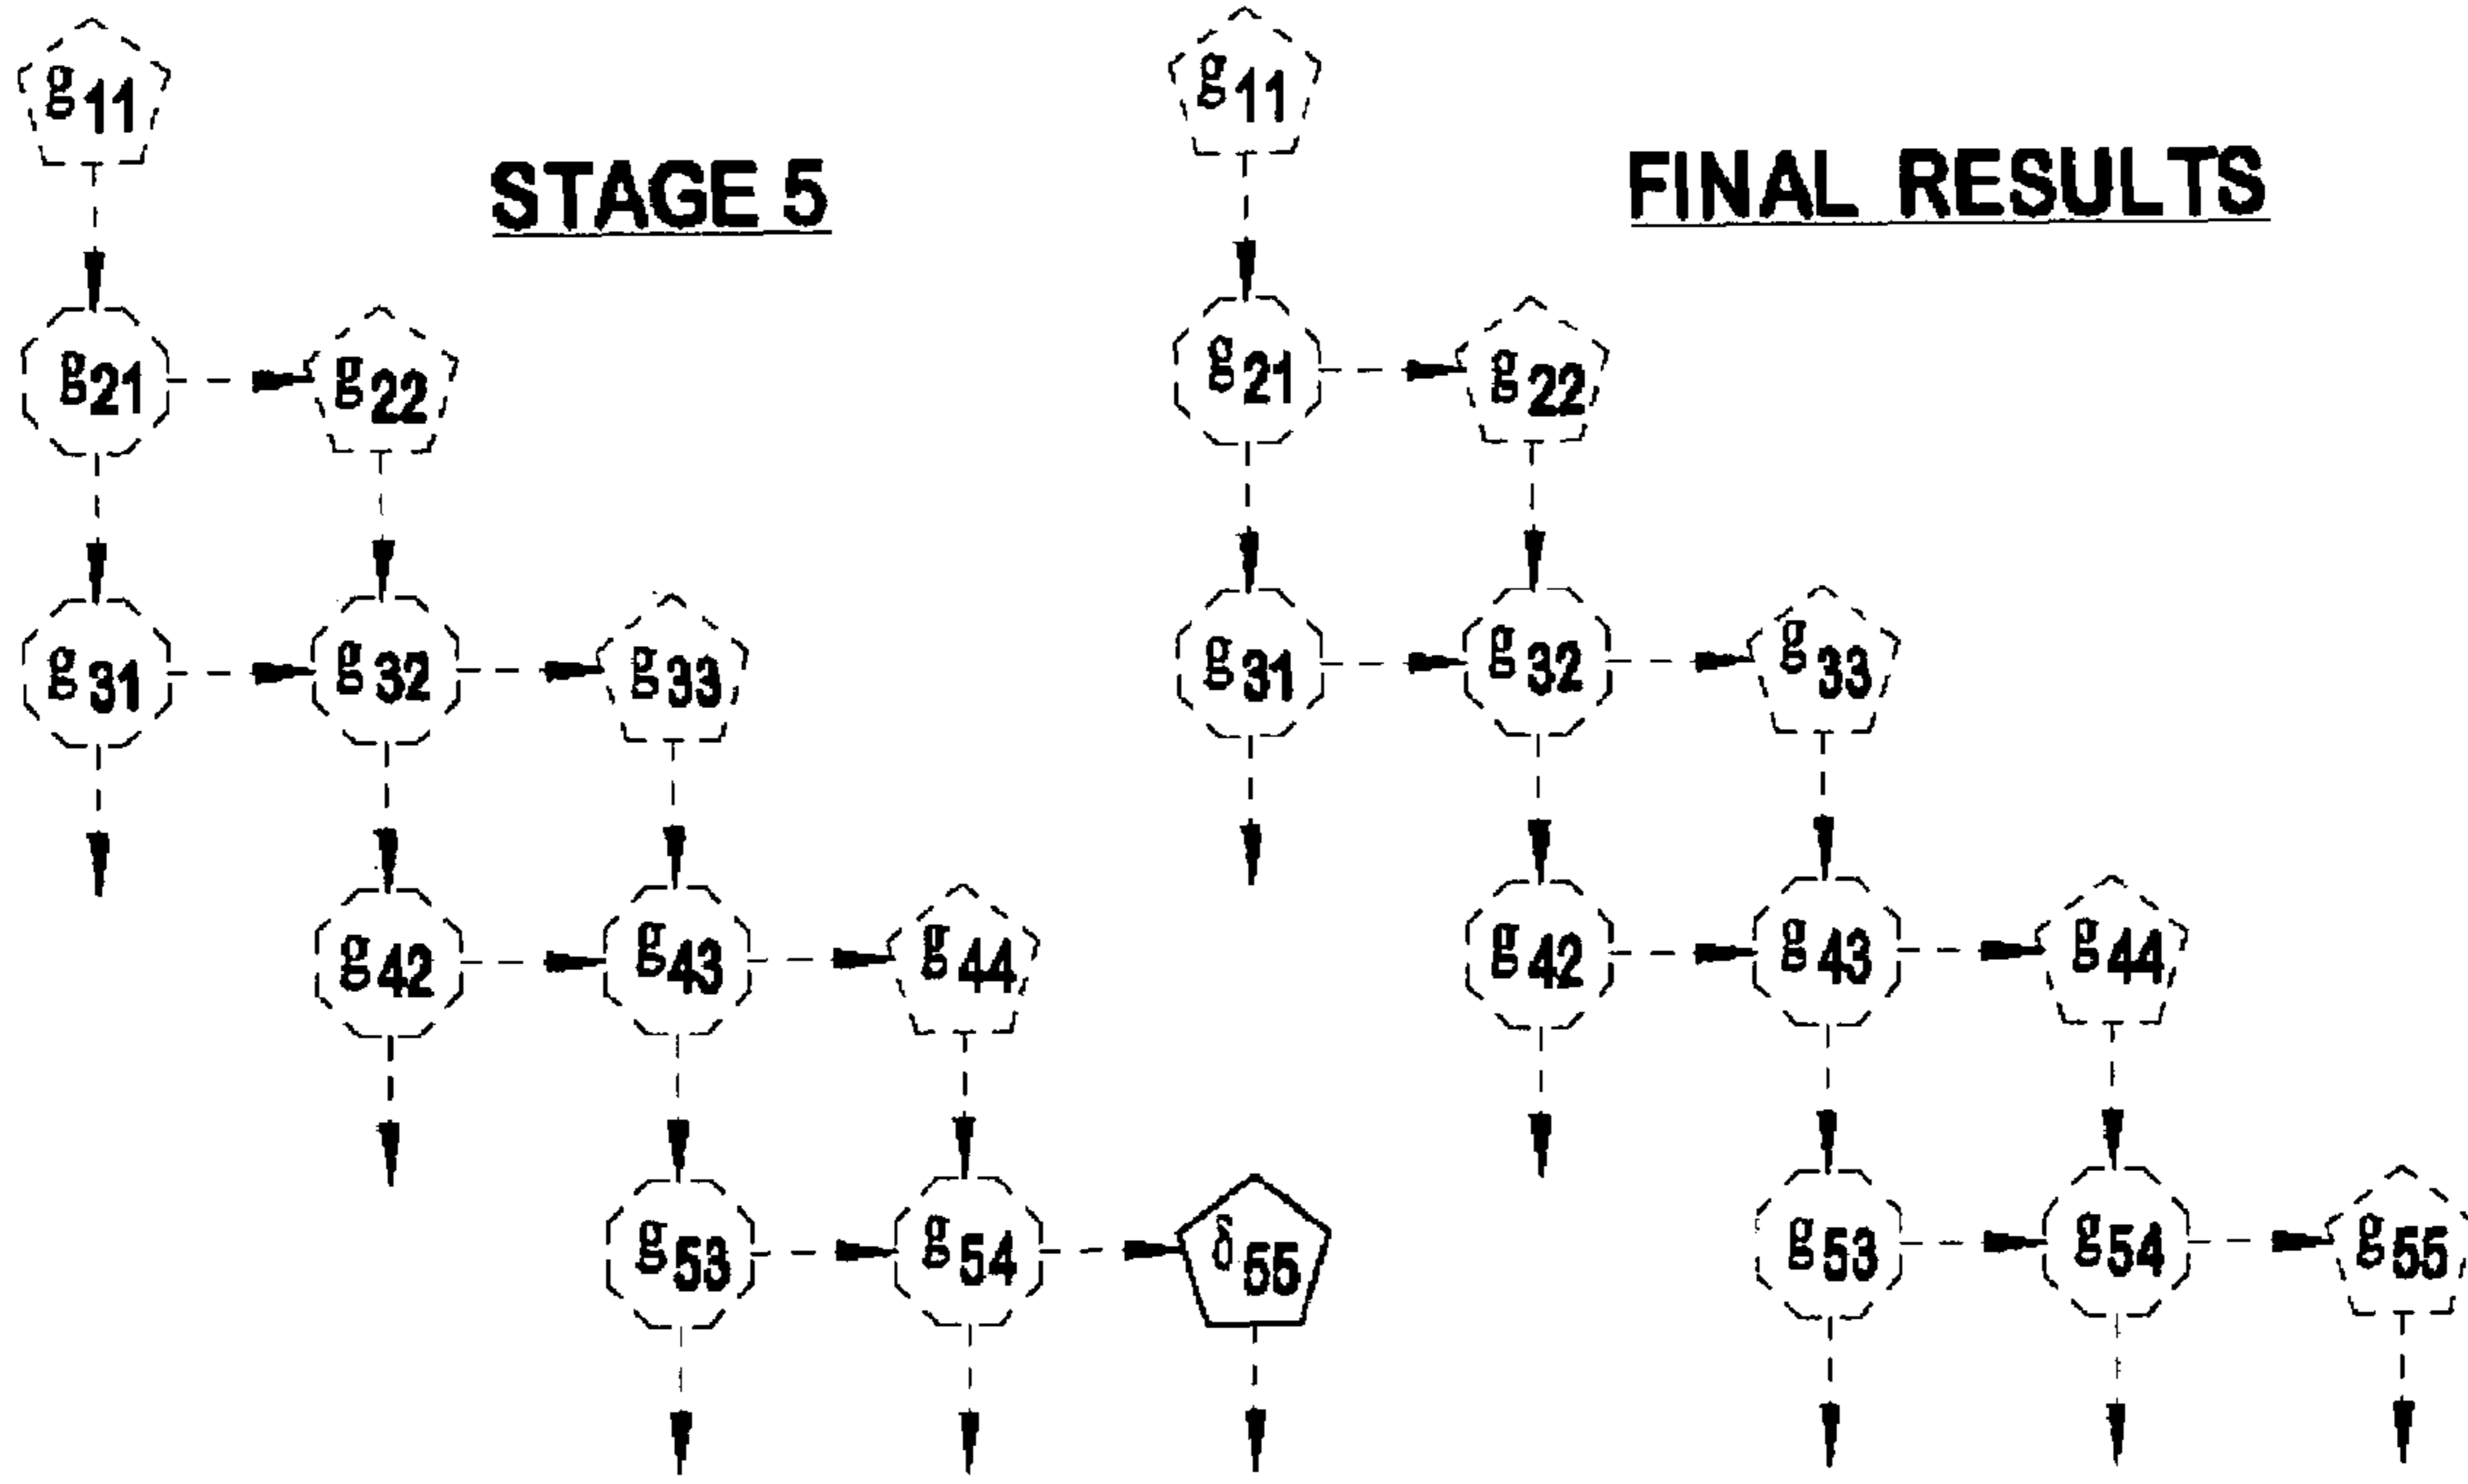 g11
STAGE 5
g21 g22
g31 g32 g33
g42 g43 g44
g53 g54 δ55
g11
FINAL RESULTS
g21 g22
g31 g32 g33
g42 g43 g44
g53 g54 g55